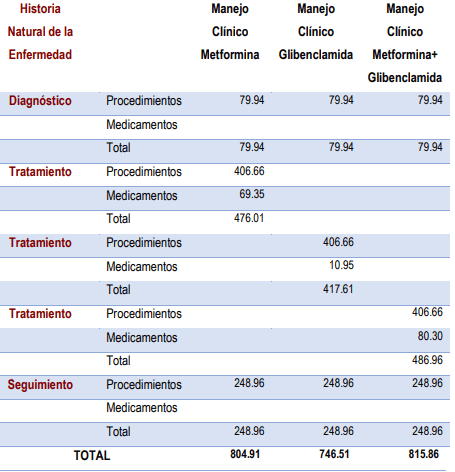 Historia Manejo Manejo Manejo
Natural de la Clínico Clínico Clínico
Enfermedad Metformina Glibenclamida Metformina+
Glibenclamida
Diagnóstico Procedimientos 79.94 79.94 79.94
Medicamentos
Total 79.94 79.94 79.94
Tratamiento Procedimientos 406.66
Medicamentos 69.35
Total 476.01
Tratamiento Procedimientos 406.66
Medicamentos 10.95
Total 417.61
Tratamiento Procedimientos 406.66
Medicamentos 80.30
Total 486.96
Seguimiento Procedimientos 248.96 248.96 248.96
Medicamentos
Total 248.96 248.96 248.96
TOTAL 804.91 746.51 815.86